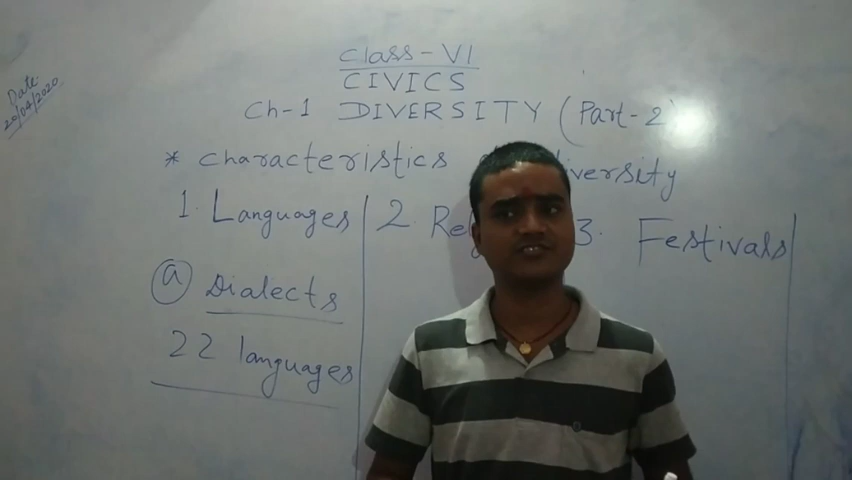 Date:
20/04/2020
Class-VI
CIVICS
Ch-1 DIVERSITY (Part-2)
* Characteristics
1. Languages 2. 3. Festivals
a Dialects
22 languages